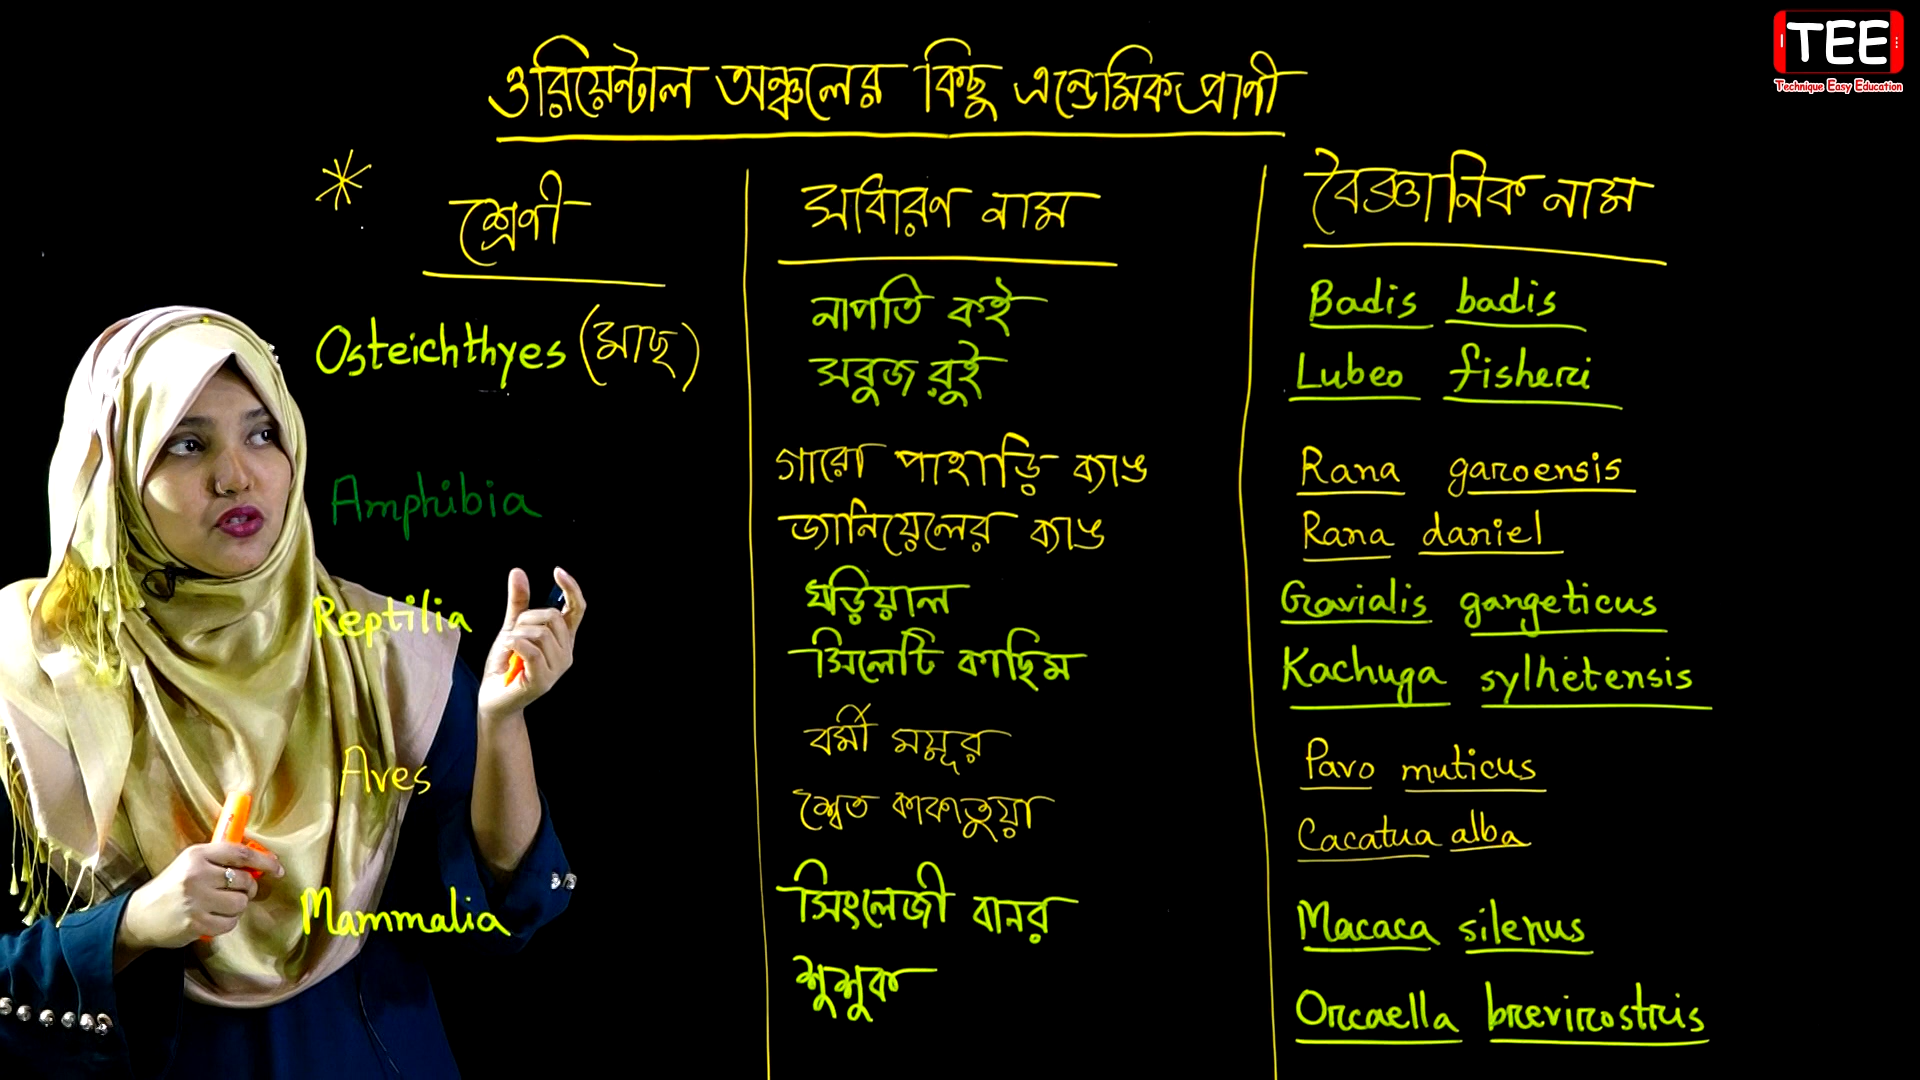 TEE
Technique Easy Education
ওরিয়েন্টাল অঞ্চলের কিছু এন্ডেমিক প্রাণী
শ্রেণী সাধারণ নাম বৈজ্ঞানিক নাম
Osteichthyes (মাছ) নাপতি কই Badis badis
সবুজ রুই Lubeo fisheri
Amphibia গারো পাহাড়ি ব্যাঙ Rana garoensis
ড্যানিয়েলের ব্যাঙ Rana daniel
Reptilia ঘড়িয়াল Gavialis gangeticus
সিলেটি কাছিম Kachuga sylhetensis
Aves বর্মী ময়ূর Pavo muticus
শ্বেত কাকাতুয়া Cacatua alba
Mammalia সিংলেজী বানর Macaca silenus
শুশুক Orcaella brevirostris